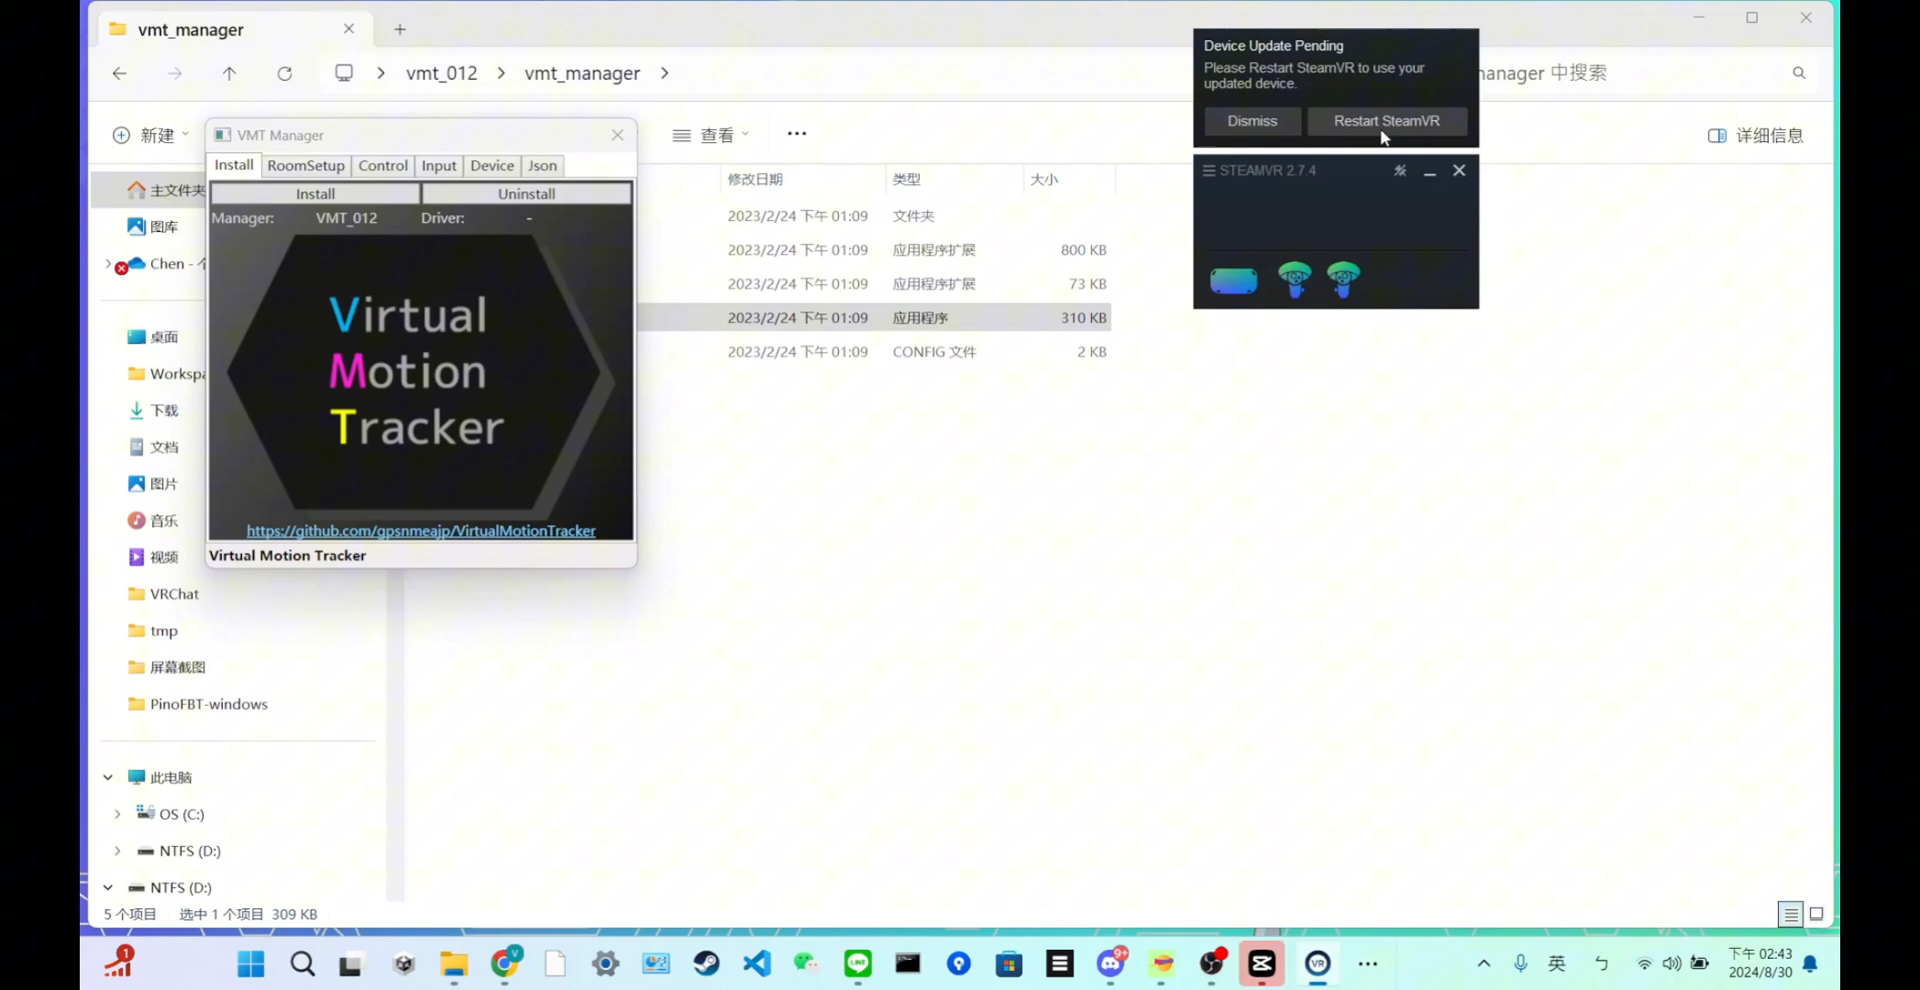 vmt_manager
vmt_012 > vmt_manager >
manager 中搜索
新建
查看
详细信息
Device Update Pending
Please Restart SteamVR to use your
updated device.
Dismiss
Restart SteamVR
STEAMVR 2.7.4
VMT Manager
Install
RoomSetup
Control
Input
Device
Json
Install
Uninstall
Manager:
VMT_012
Driver:
-
Virtual
Motion
Tracker
https://github.com/gpsnmeajp/VirtualMotionTracker
Virtual Motion Tracker
修改日期
类型
大小
2023/2/24 下午 01:09
文件夹
2023/2/24 下午 01:09
应用程序扩展
800 KB
2023/2/24 下午 01:09
应用程序扩展
73 KB
2023/2/24 下午 01:09
应用程序
310 KB
2023/2/24 下午 01:09
CONFIG 文件
2 KB
主文件夹
图库
Chen -
桌面
Workspa
下载
文档
图片
音乐
视频
VRChat
tmp
屏幕截图
PinoFBT-windows
此电脑
OS (C:)
NTFS (D:)
NTFS (D:)
5 个项目
选中 1 个项目 309 KB
1
V
LINE
9+
VR
英
ㄅ
下午 02:43
2024/8/30